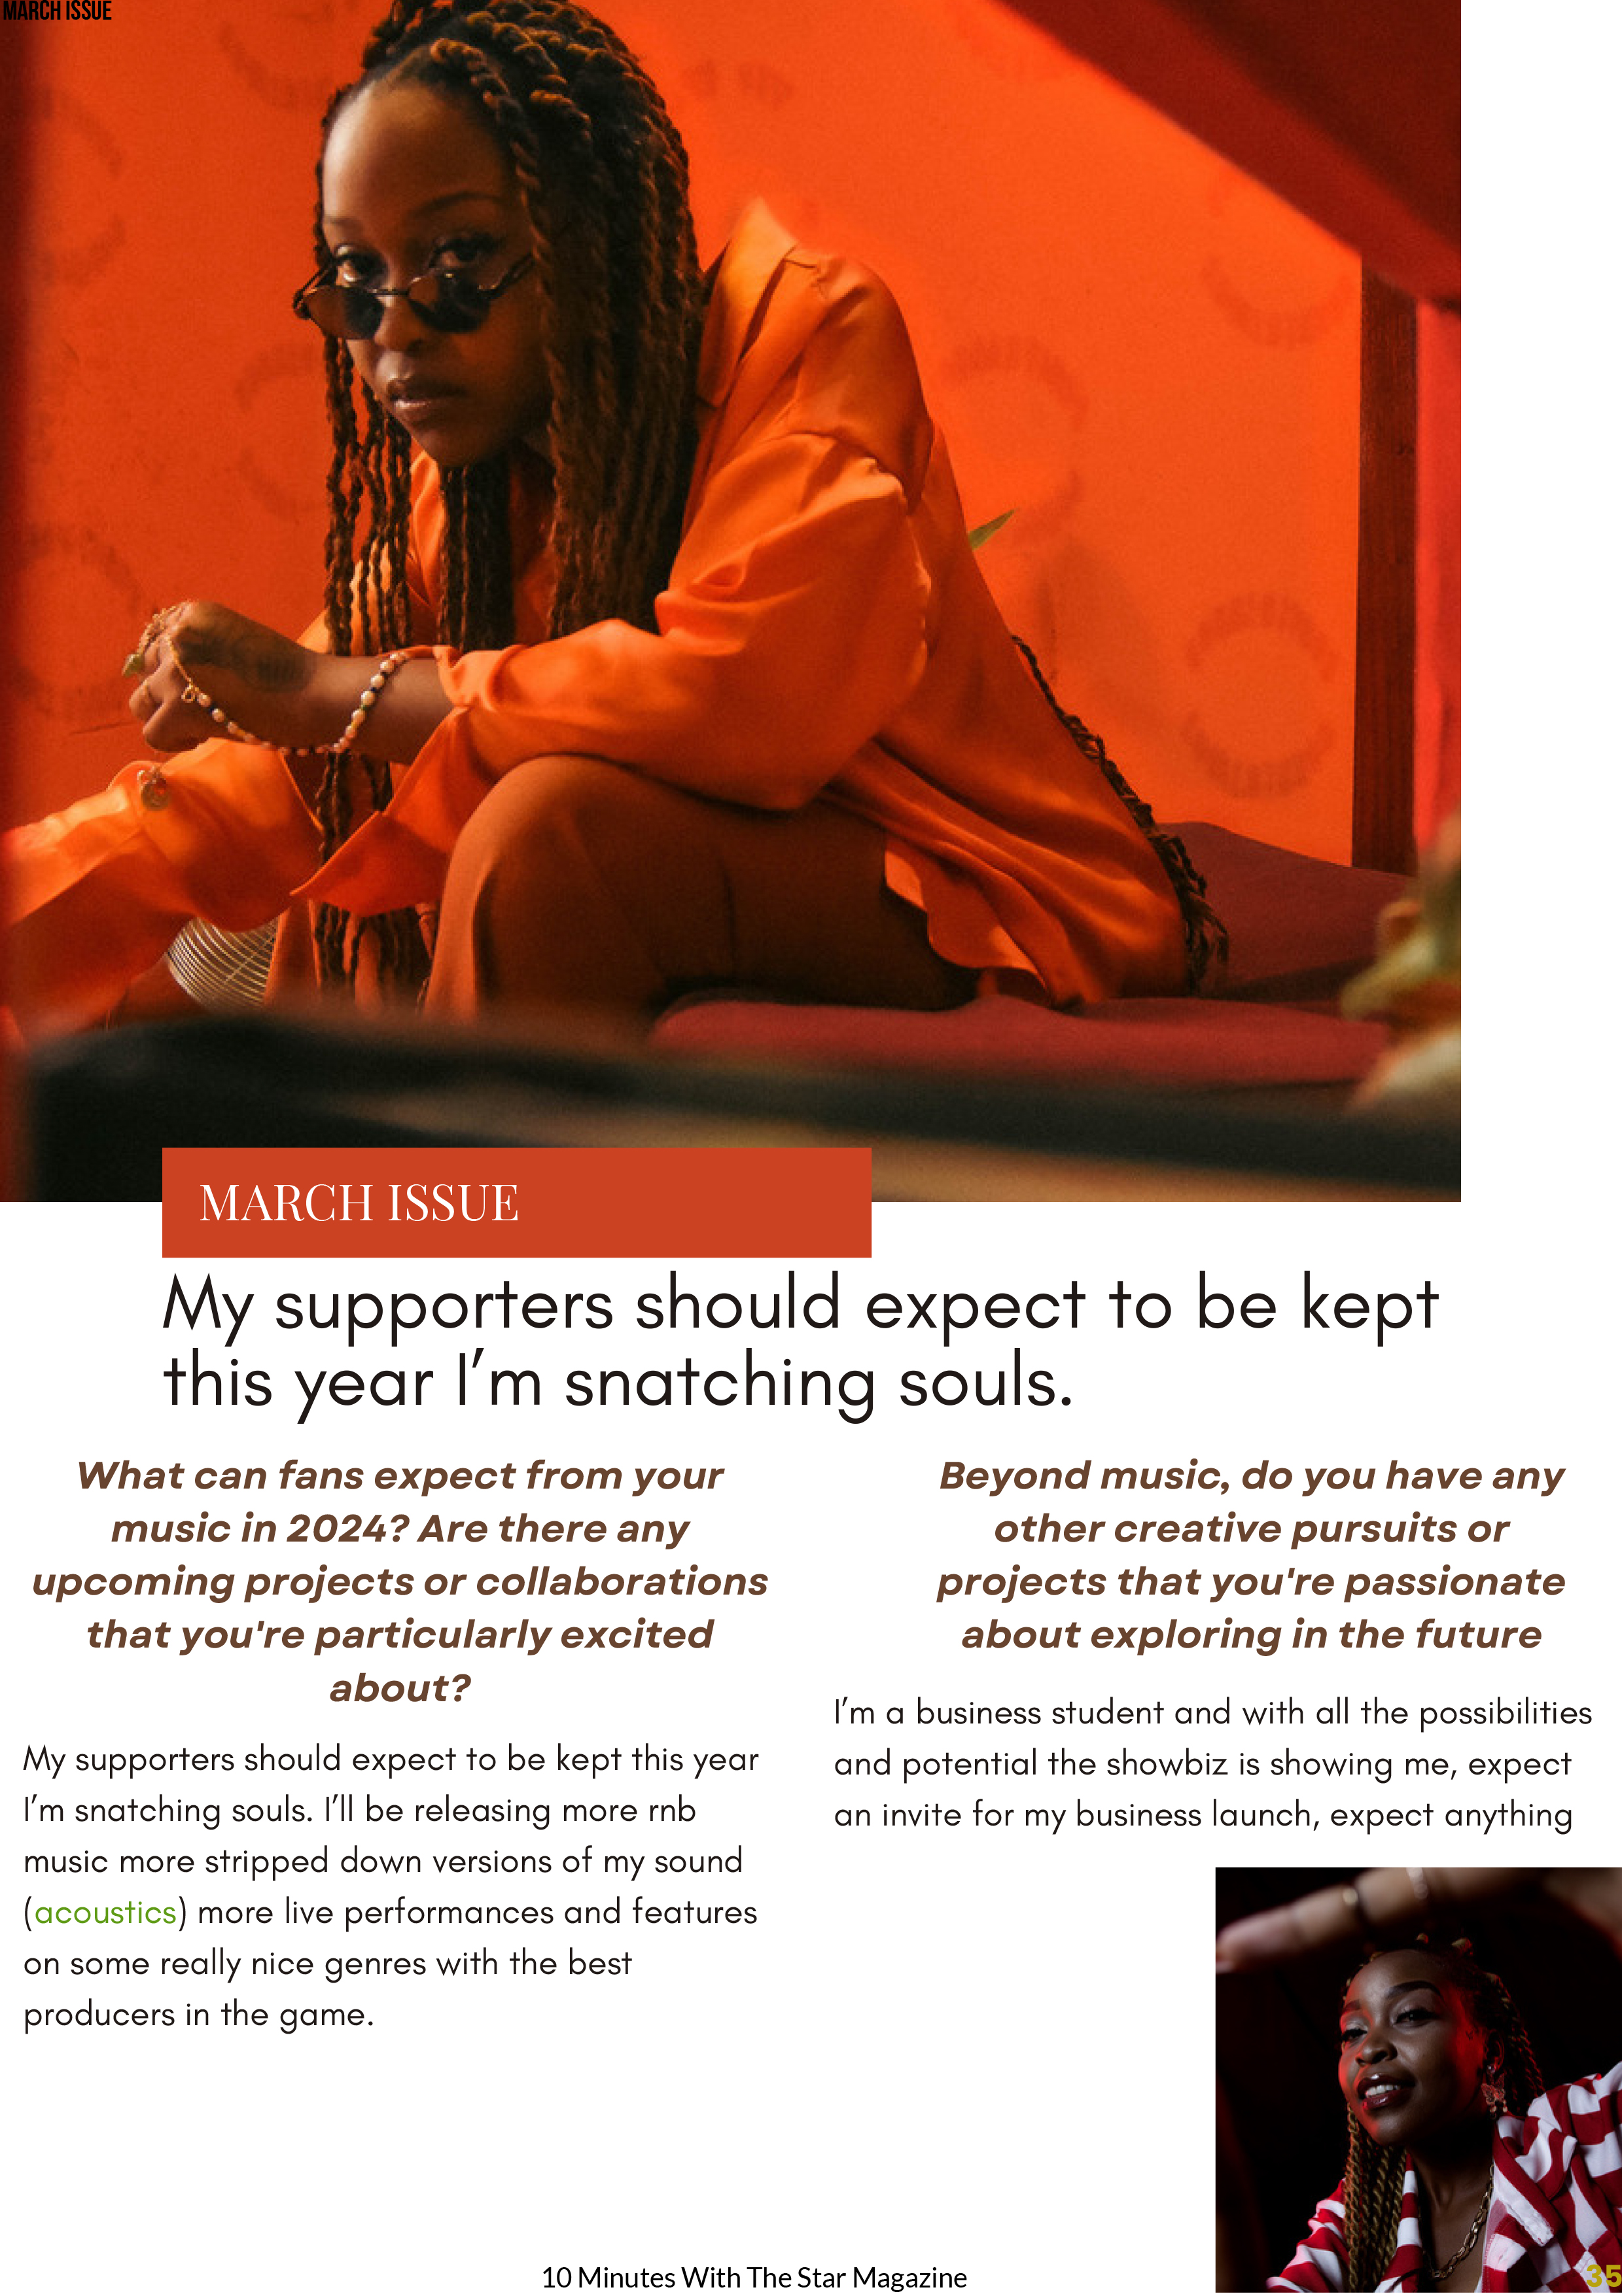 MARCH ISSUE
MARCH ISSUE
My supporters should expect to be kept
this year I’m snatching souls.
What can fans expect from your
music in 2024? Are there any
upcoming projects or collaborations
that you're particularly excited
about?
My supporters should expect to be kept this year
I’m snatching souls. I’ll be releasing more rnb
music more stripped down versions of my sound
(acoustics) more live performances and features
on some really nice genres with the best
producers in the game.
Beyond music, do you have any
other creative pursuits or
projects that you're passionate
about exploring in the future
I’m a business student and with all the possibilities
and potential the showbiz is showing me, expect
an invite for my business launch, expect anything
10 Minutes With The Star Magazine
35